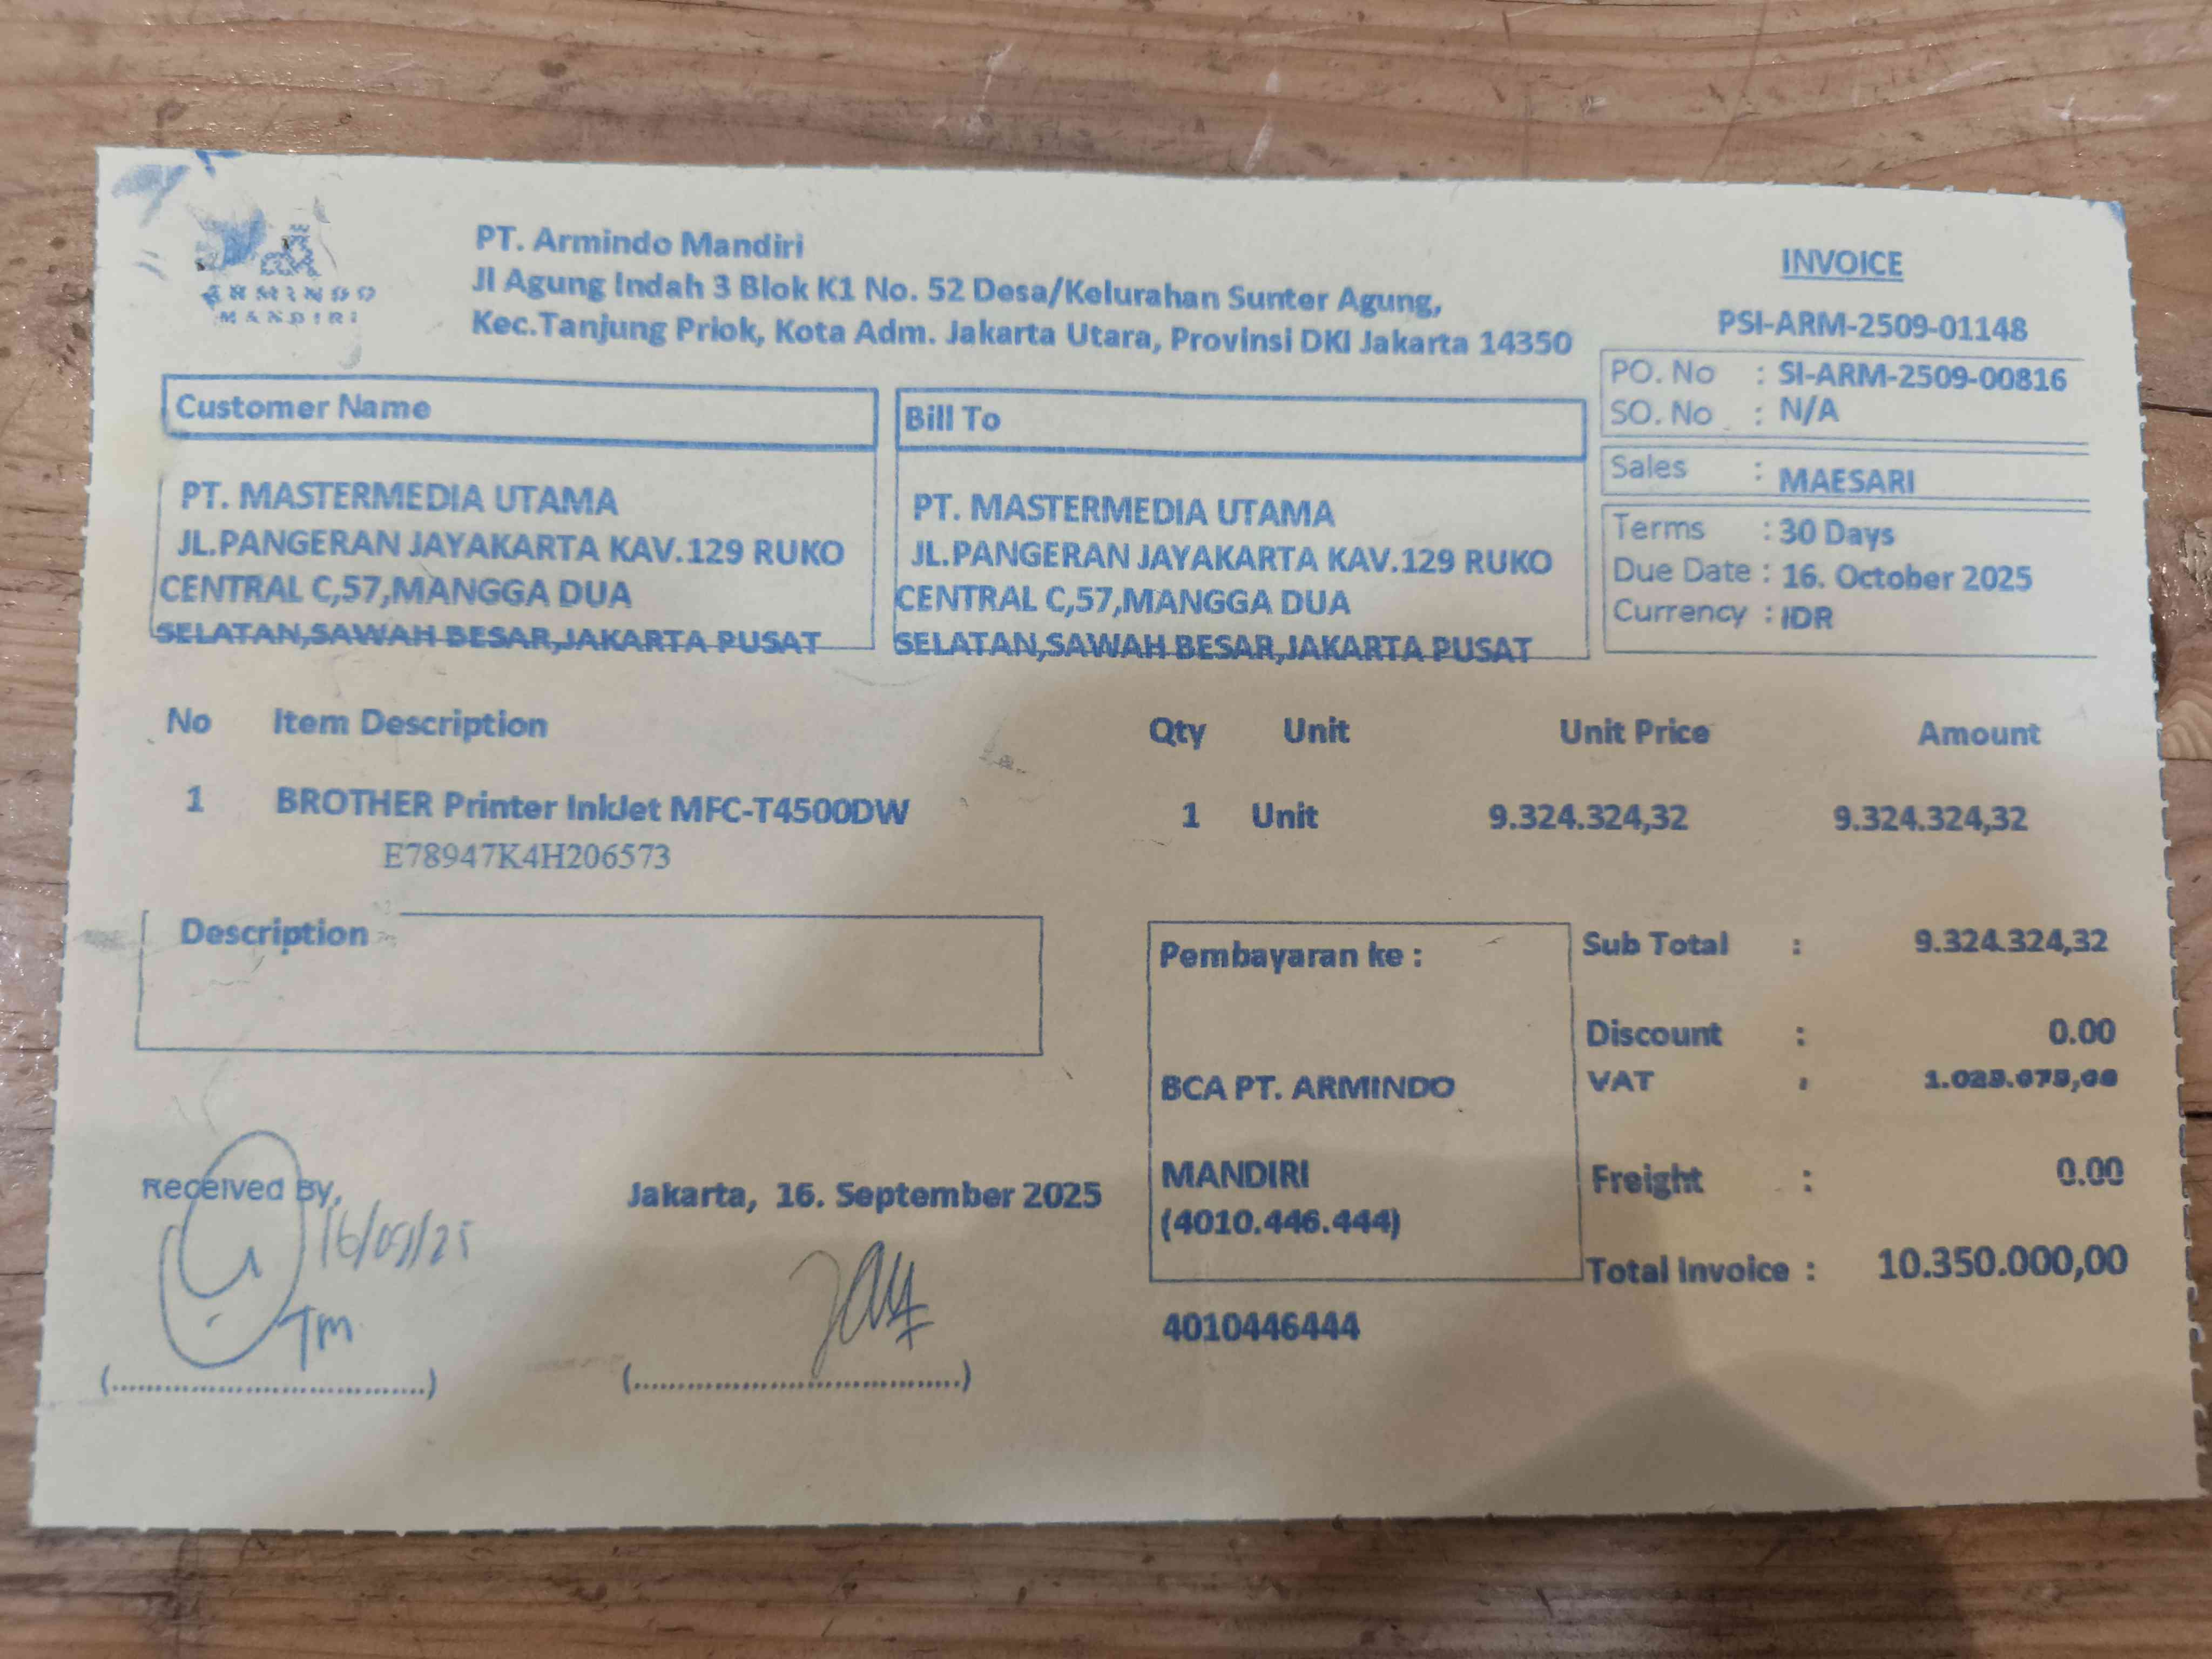 ARMINDO
MANDIRI
PT. Armindo Mandiri
Jl Agung Indah 3 Blok K1 No. 52 Desa/Kelurahan Sunter Agung,
Kec.Tanjung Priok, Kota Adm. Jakarta Utara, Provinsi DKI Jakarta 14350
INVOICE
PSI-ARM-2509-01148
PO. No : SI-ARM-2509-00816
SO. No : N/A
Sales : MAESARI
Terms : 30 Days
Due Date : 16. October 2025
Currency : IDR
Customer Name
PT. MASTERMEDIA UTAMA
JL.PANGERAN JAYAKARTA KAV.129 RUKO
CENTRAL C,57,MANGGA DUA
SELATAN,SAWAH BESAR,JAKARTA PUSAT
Bill To
PT. MASTERMEDIA UTAMA
JL.PANGERAN JAYAKARTA KAV.129 RUKO
CENTRAL C,57,MANGGA DUA
SELATAN,SAWAH BESAR,JAKARTA PUSAT
No Item Description Qty Unit Unit Price Amount
1 BROTHER Printer InkJet MFC-T4500DW 1 Unit 9.324.324,32 9.324.324,32
E78947K4H206573
Description
Pembayaran ke :
BCA PT. ARMINDO
MANDIRI
(4010.446.444)
4010446444
Sub Total : 9.324.324,32
Discount : 0.00
VAT :
Freight : 0.00
Total Invoice : 10.350.000,00
Received By,
16/09/25
Tm
(..................................)
Jakarta, 16. September 2025
(..................................)